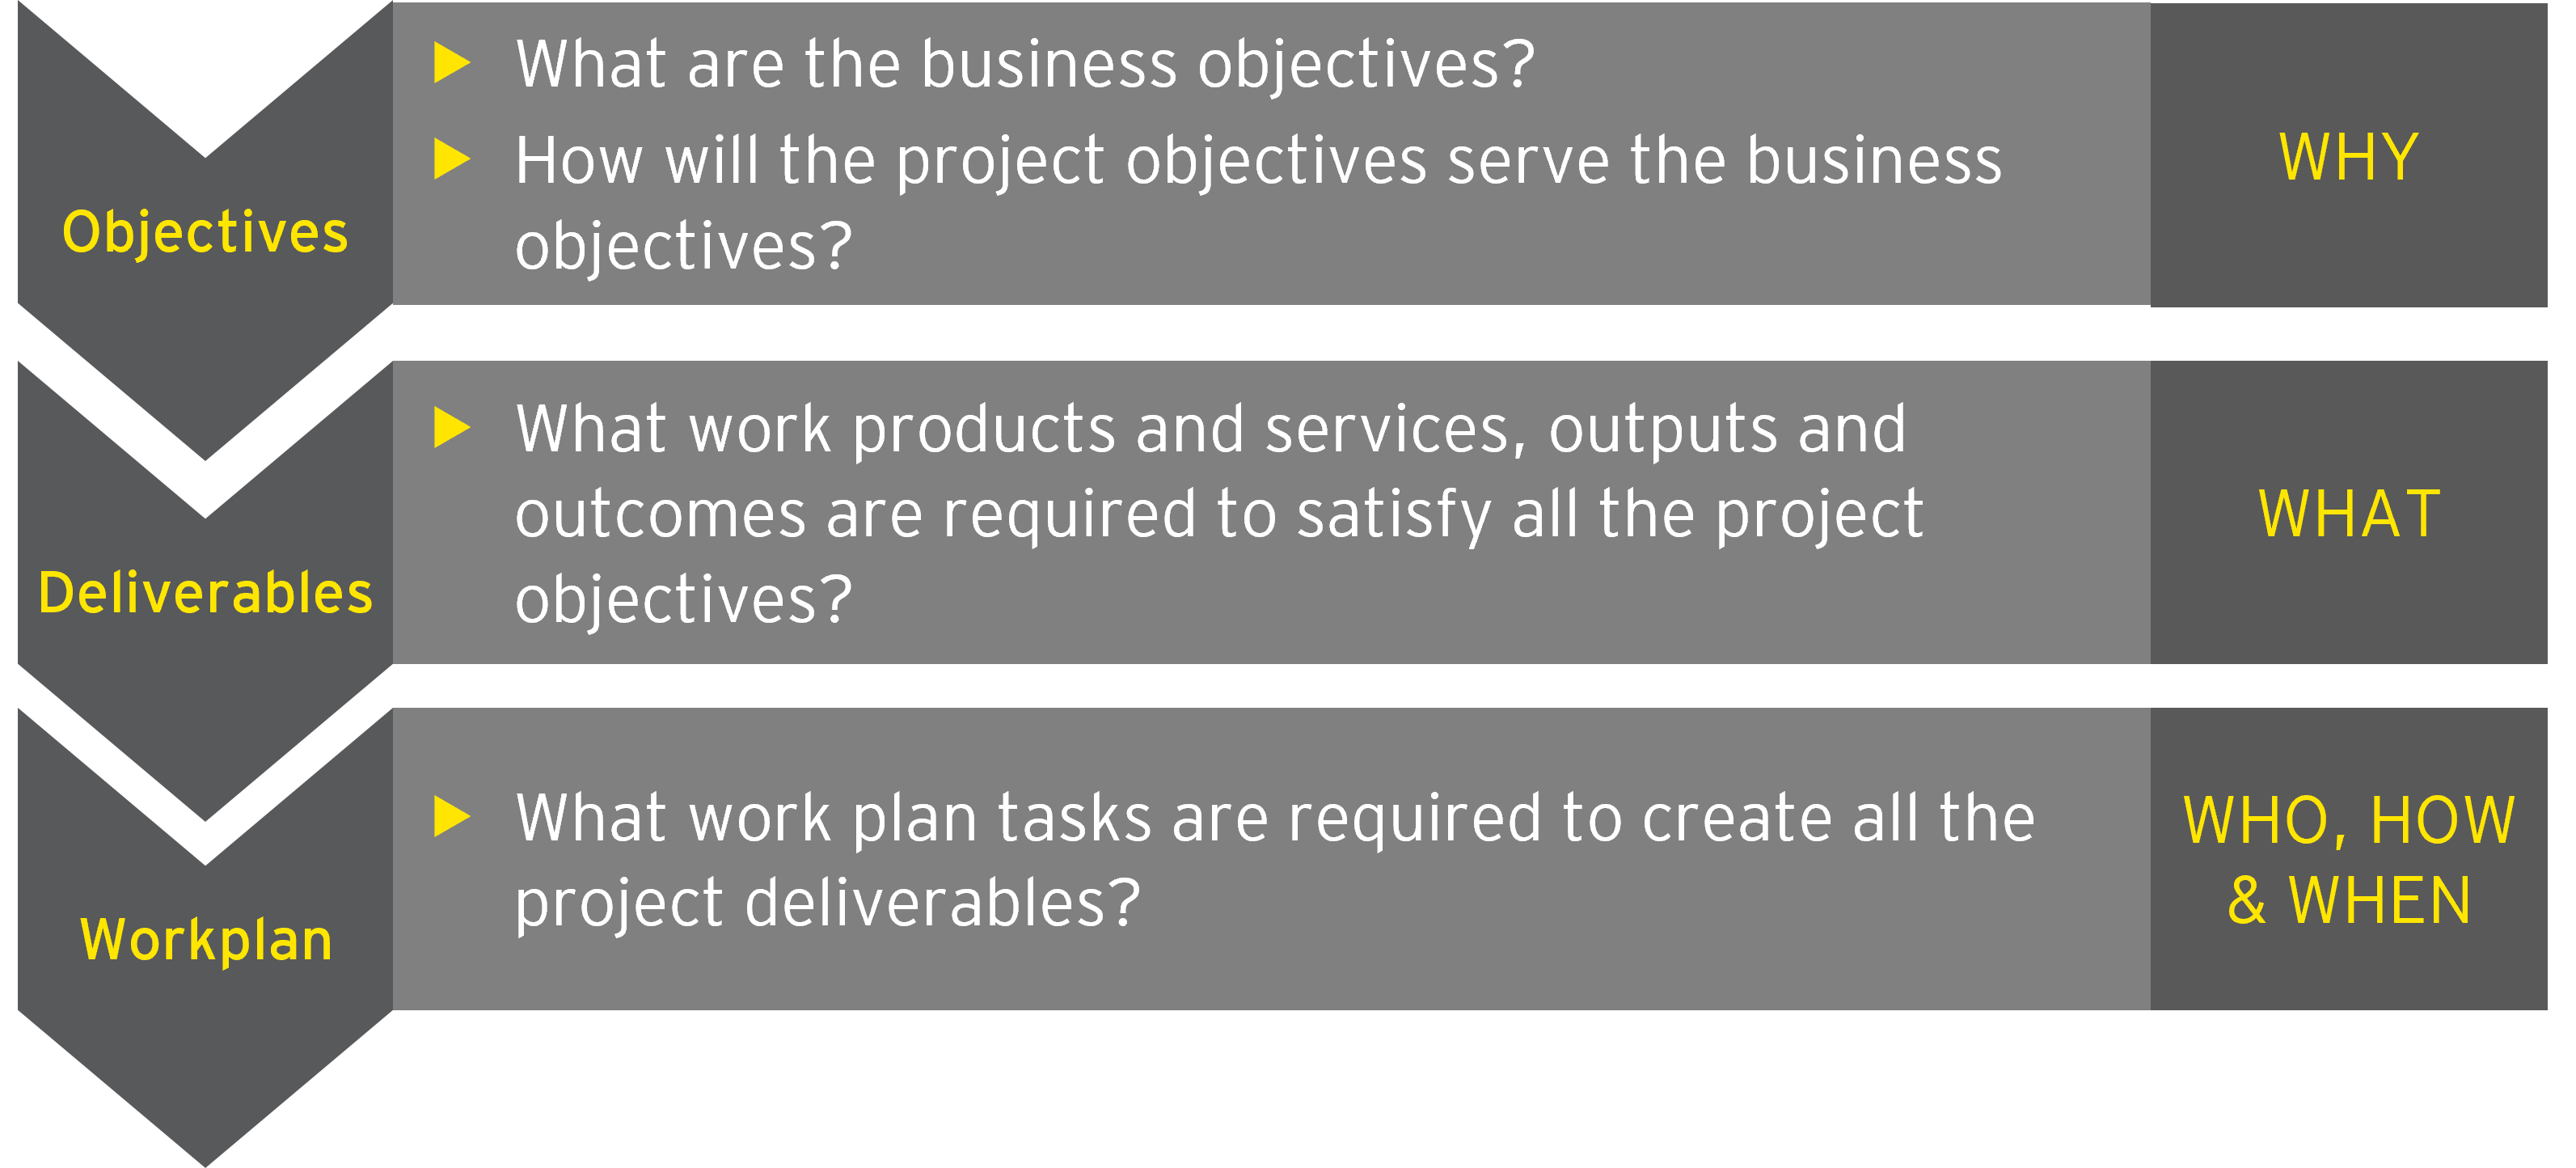 Objectives
What are the business objectives?
How will the project objectives serve the business
objectives?
WHY
Deliverables
What work products and services, outputs and
outcomes are required to satisfy all the project
objectives?
WHAT
Workplan
What work plan tasks are required to create all the
project deliverables?
WHO, HOW
& WHEN